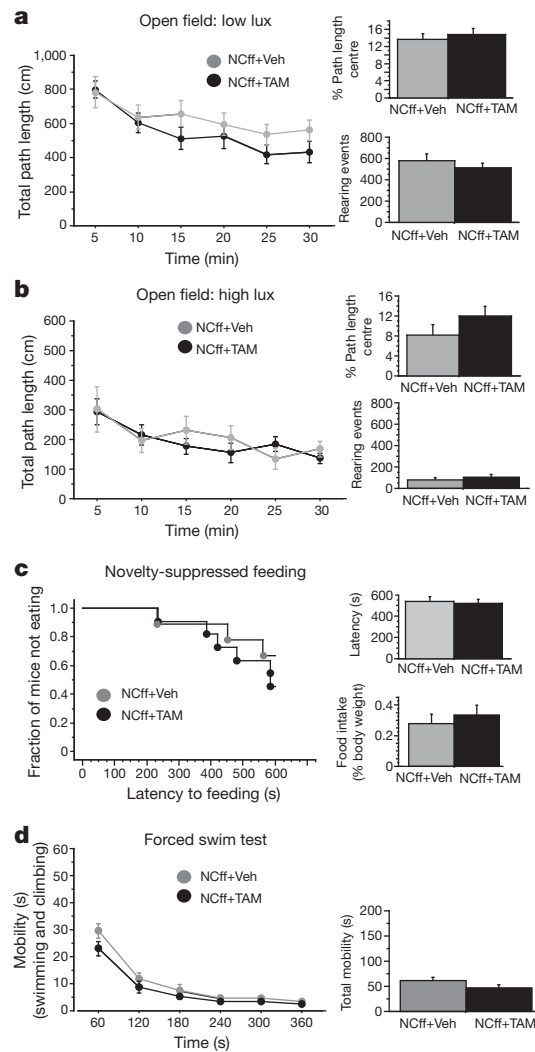 a
Open field: low lux
NCff+Veh
NCff+TAM
Total path length (cm)
1,000
800
600
400
200
0
5 10 15 20 25 30
Time (min)
% Path length
centre
16
12
8
4
0
NCff+Veh NCff+TAM
Rearing events
800
600
400
200
0
NCff+Veh NCff+TAM
b
Open field: high lux
NCff+Veh
NCff+TAM
Total path length (cm)
600
500
400
300
200
100
0
5 10 15 20 25 30
Time (min)
% Path length
centre
16
12
8
4
0
NCff+Veh NCff+TAM
Rearing events
800
600
400
200
0
NCff+Veh NCff+TAM
c
Novelty-suppressed feeding
Fraction of mice not eating
1.0
0.8
0.6
0.4
0.2
0
NCff+Veh
NCff+TAM
0 100 200 300 400 500 600
Latency to feeding (s)
Latency (s)
600
400
200
0
NCff+Veh NCff+TAM
Food intake
(% body weight)
0.4
0.2
0
NCff+Veh NCff+TAM
d
Forced swim test
NCff+Veh
NCff+TAM
Mobility (s)
(swimming and climbing)
60
50
40
30
20
10
0
60 120 180 240 300 360
Time (s)
Total mobility (s)
200
150
100
50
0
NCff+Veh NCff+TAM